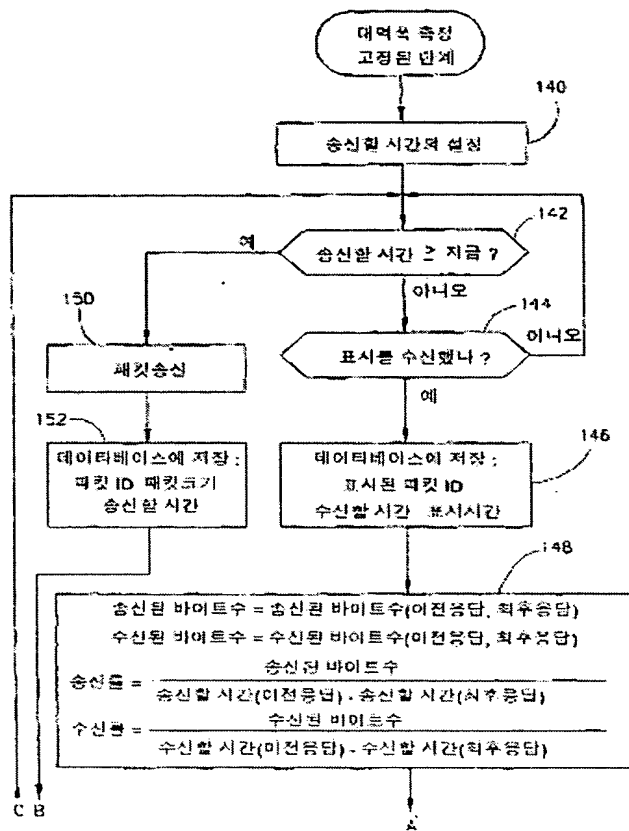 대역폭 측정
고정된 단계
140
송신할 시간의 설정
142
예
송신할 시간 ≥ 지금 ?
아니오
144
150
패킷송신
표시를 수신했나 ?
아니오
예
152
데이타베이스에 저장 :
패킷 ID 패킷크기
송신할 시간
146
데이타베이스에 저장 :
표시된 패킷 ID
수신할 시간 표시시간
148
송신된 바이트수 = 송신된 바이트수(이전응답, 최후응답)
수신된 바이트수 = 수신된 바이트수(이전응답, 최후응답)
송신률 = 송신된 바이트수
송신할 시간(이전응답) - 송신할 시간(최후응답)
수신률 = 수신된 바이트수
수신할 시간(이전응답) - 수신할 시간(최후응답)
C B
A